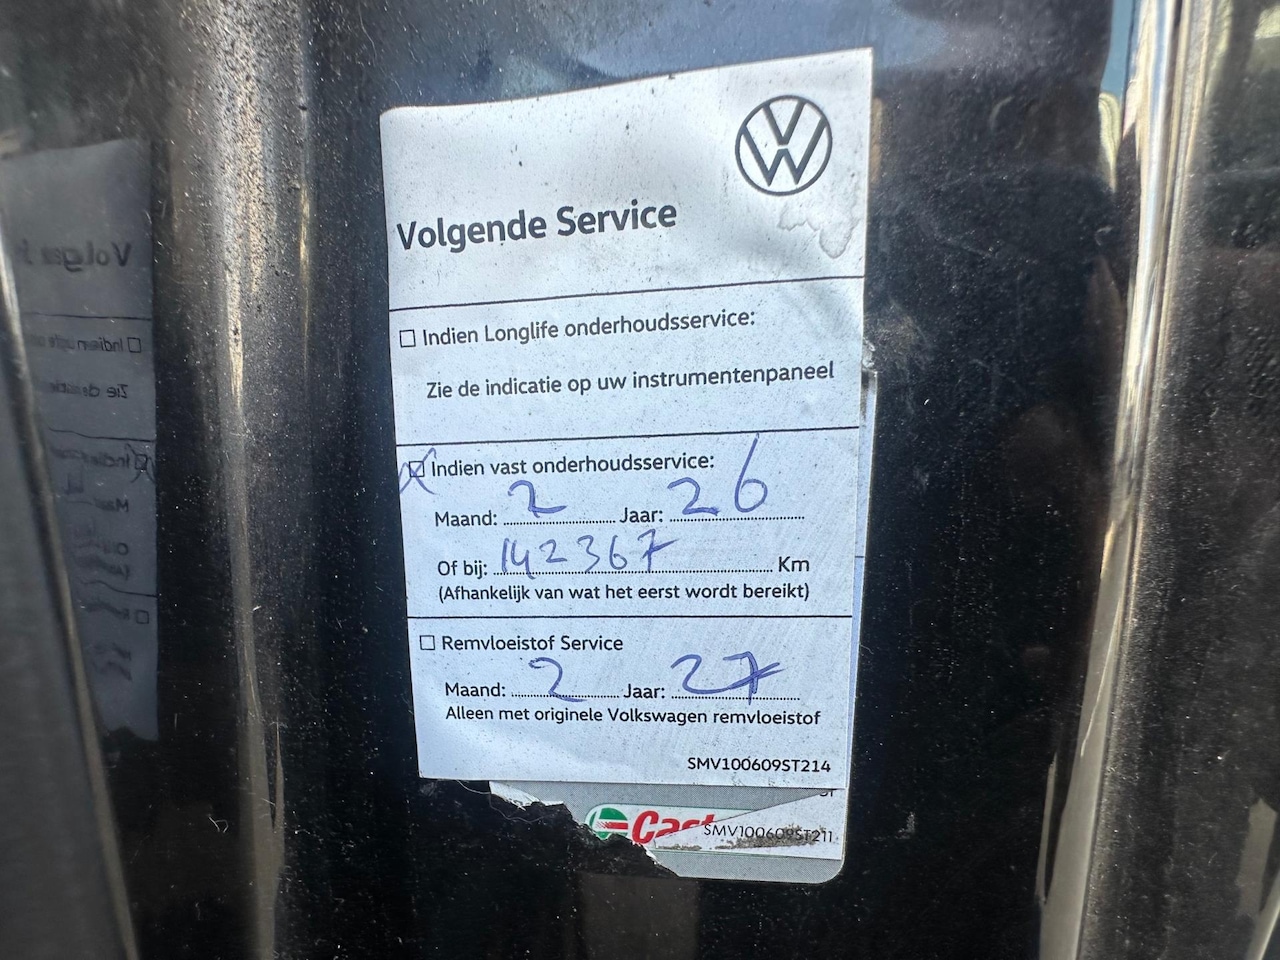 Volgende Service
☐ Indien Longlife onderhoudsservice:
Zie de indicatie op uw instrumentenpaneel
☒ Indien vast onderhoudsservice:
Maand: 2 Jaar: 26
Of bij: 142367 Km
(Afhankelijk van wat het eerst wordt bereikt)
☐ Remvloeistof Service
Maand: 2 Jaar: 27
Alleen met originele Volkswagen remvloeistof
SMV100609ST214
Cast
SMV100609ST211